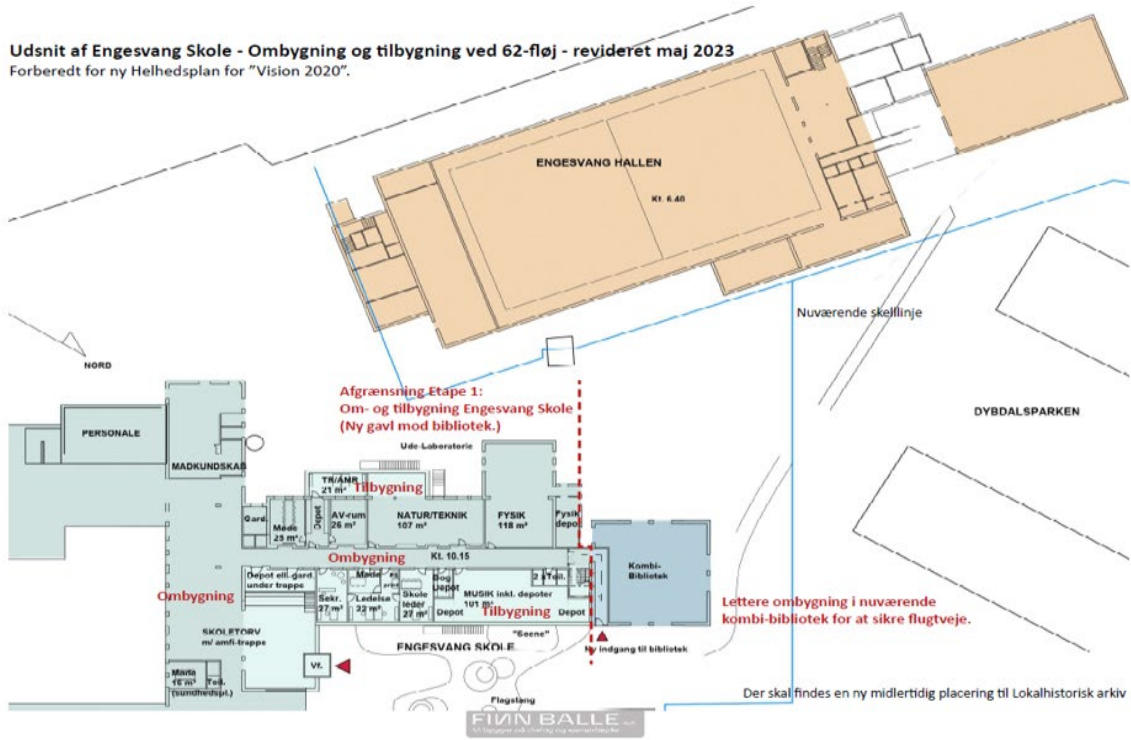 Udsnit af Engesvang Skole - Ombygning og tilbygning ved 62-fløj - revideret maj 2023
Forberedt for ny Helhedsplan for "Vision 2020".
ENGESVANG HALLEN
Kt. 6.40
Nuværende skelllinje
NORD
DYBDALSPARKEN
Afgrænsning Etape 1:
Om- og tilbygning Engesvang Skole
(Ny gavl mod bibliotek.)
Ude-Laboratorie
PERSONALE
MADKUNDSKAB
TR/AMR
21 m²
Tilbygning
Gard.
Møde
25 m²
Depot
AV-rum
26 m²
NATUR/TEKNIK
107 m²
FYSIK
118 m²
Fysik
depot
Ombygning
Kt. 10.15
Kombi-
Bibliotek
Ombygning
Depot ell. gard.
under trappe
Sekr.
27 m²
Møde
Ledelse
22 m²
Skole
leder
27 m²
Bog
Depot
MUSIK inkl. depoter
101 m²
2 x Toil.
Depot
Tilbygning
Depot
Lettere ombygning i nuværende
kombi-bibliotek for at sikre flugtveje.
SKOLETORV
m/ amfi-trappe
"Scene"
ENGESVANG SKOLE
Ny indgang til bibliotek
Vf.
Møde
16 m²
(sundhedspl.)
Toil.
Flagstang
Der skal findes en ny midlertidig placering til Lokalhistorisk arkiv
FINN BALLE